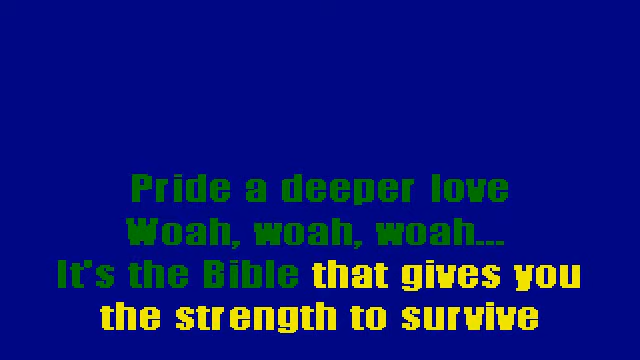 Pride a deeper love
Woah, woah, woah...
It's the Bible that gives you
the strength to survive